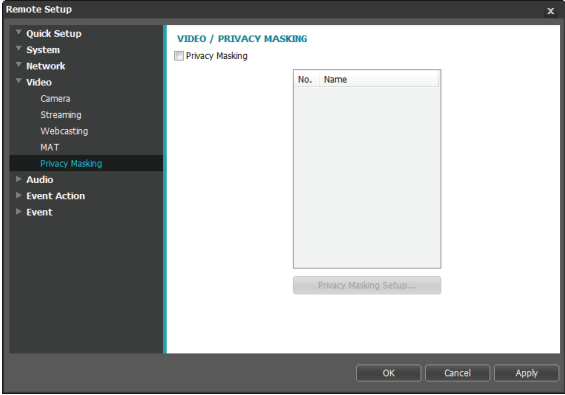 Remote Setup
x
Quick Setup
System
Network
Video
Camera
Streaming
Webcasting
MAT
Privacy Masking
Audio
Event Action
Event
VIDEO / PRIVACY MASKING
Privacy Masking
No. Name
Privacy Masking Setup...
OK Cancel Apply